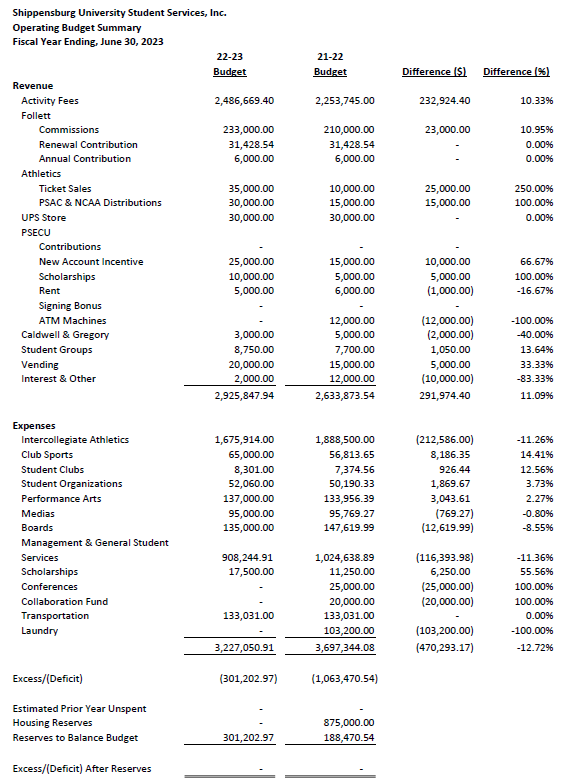 Shippensburg University Student Services, Inc.
Operating Budget Summary
Fiscal Year Ending, June 30, 2023
22-23 21-22
Budget Budget Difference ($) Difference (%)
Revenue
Activity Fees 2,486,669.40 2,253,745.00 232,924.40 10.33%
Follett
Commissions 233,000.00 210,000.00 23,000.00 10.95%
Renewal Contribution 31,428.54 31,428.54 - 0.00%
Annual Contribution 6,000.00 6,000.00 - 0.00%
Athletics
Ticket Sales 35,000.00 10,000.00 25,000.00 250.00%
PSAC & NCAA Distributions 30,000.00 15,000.00 15,000.00 100.00%
UPS Store 30,000.00 30,000.00 - 0.00%
PSECU
Contributions - - -
New Account Incentive 25,000.00 15,000.00 10,000.00 66.67%
Scholarships 10,000.00 5,000.00 5,000.00 100.00%
Rent 5,000.00 6,000.00 (1,000.00) -16.67%
Signing Bonus - - -
ATM Machines - 12,000.00 (12,000.00) -100.00%
Caldwell & Gregory 3,000.00 5,000.00 (2,000.00) -40.00%
Student Groups 8,750.00 7,700.00 1,050.00 13.64%
Vending 20,000.00 15,000.00 5,000.00 33.33%
Interest & Other 2,000.00 12,000.00 (10,000.00) -83.33%
2,925,847.94 2,633,873.54 291,974.40 11.09%
Expenses
Intercollegiate Athletics 1,675,914.00 1,888,500.00 (212,586.00) -11.26%
Club Sports 65,000.00 56,813.65 8,186.35 14.41%
Student Clubs 8,301.00 7,374.56 926.44 12.56%
Student Organizations 52,060.00 50,190.33 1,869.67 3.73%
Performance Arts 137,000.00 133,956.39 3,043.61 2.27%
Medias 95,000.00 95,769.27 (769.27) -0.80%
Boards 135,000.00 147,619.99 (12,619.99) -8.55%
Management & General Student
Services 908,244.91 1,024,638.89 (116,393.98) -11.36%
Scholarships 17,500.00 11,250.00 6,250.00 55.56%
Conferences - 25,000.00 (25,000.00) 100.00%
Collaboration Fund - 20,000.00 (20,000.00) 100.00%
Transportation 133,031.00 133,031.00 - 0.00%
Laundry - 103,200.00 (103,200.00) -100.00%
3,227,050.91 3,697,344.08 (470,293.17) -12.72%
Excess/(Deficit) (301,202.97) (1,063,470.54)
Estimated Prior Year Unspent - -
Housing Reserves - 875,000.00
Reserves to Balance Budget 301,202.97 188,470.54
Excess/(Deficit) After Reserves - -